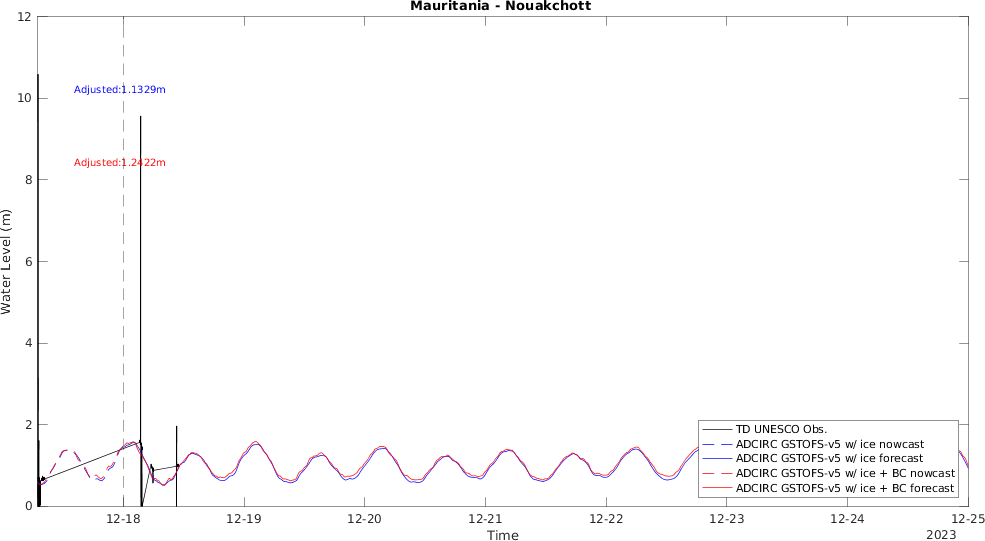 Mauritania - Nouakchott
12
10
8
6
4
2
0
Water Level (m)
Adjusted:1.1329m
Adjusted:1.2422m
TD UNESCO Obs.
ADCIRC GSTOFS-v5 w/ ice nowcast
ADCIRC GSTOFS-v5 w/ ice forecast
ADCIRC GSTOFS-v5 w/ ice + BC nowcast
ADCIRC GSTOFS-v5 w/ ice + BC forecast
12-18 12-19 12-20 12-21 12-22 12-23 12-24 12-25
Time
2023